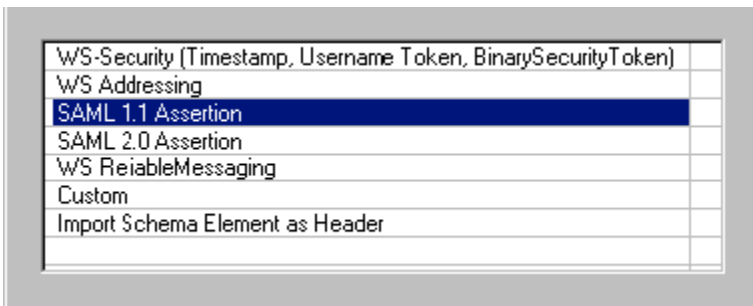 WS-Security (Timestamp, Username Token, BinarySecurityToken)
WS Addressing
SAML 1.1 Assertion
SAML 2.0 Assertion
WS ReiableMessaging
Custom
Import Schema Element as Header